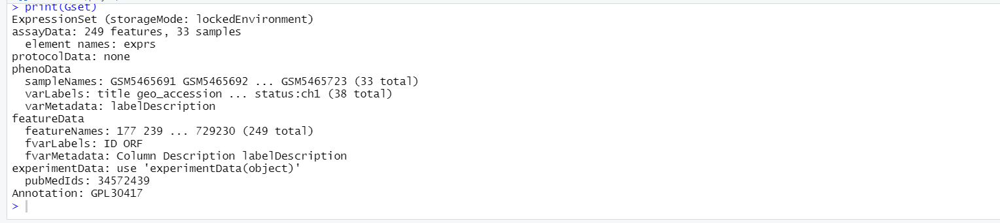 > print(Gset)
ExpressionSet (storageMode: lockedEnvironment)
assayData: 249 features, 33 samples
  element names: exprs
protocolData: none
phenoData
  sampleNames: GSM5465691 GSM5465692 ... GSM5465723 (33 total)
  varLabels: title geo_accession ... status:ch1 (38 total)
  varMetadata: labelDescription
featureData
  featureNames: 177 239 ... 729230 (249 total)
  fvarLabels: ID ORF
  fvarMetadata: Column Description labelDescription
experimentData: use 'experimentData(object)'
  pubMedIds: 34572439
Annotation: GPL30417
>